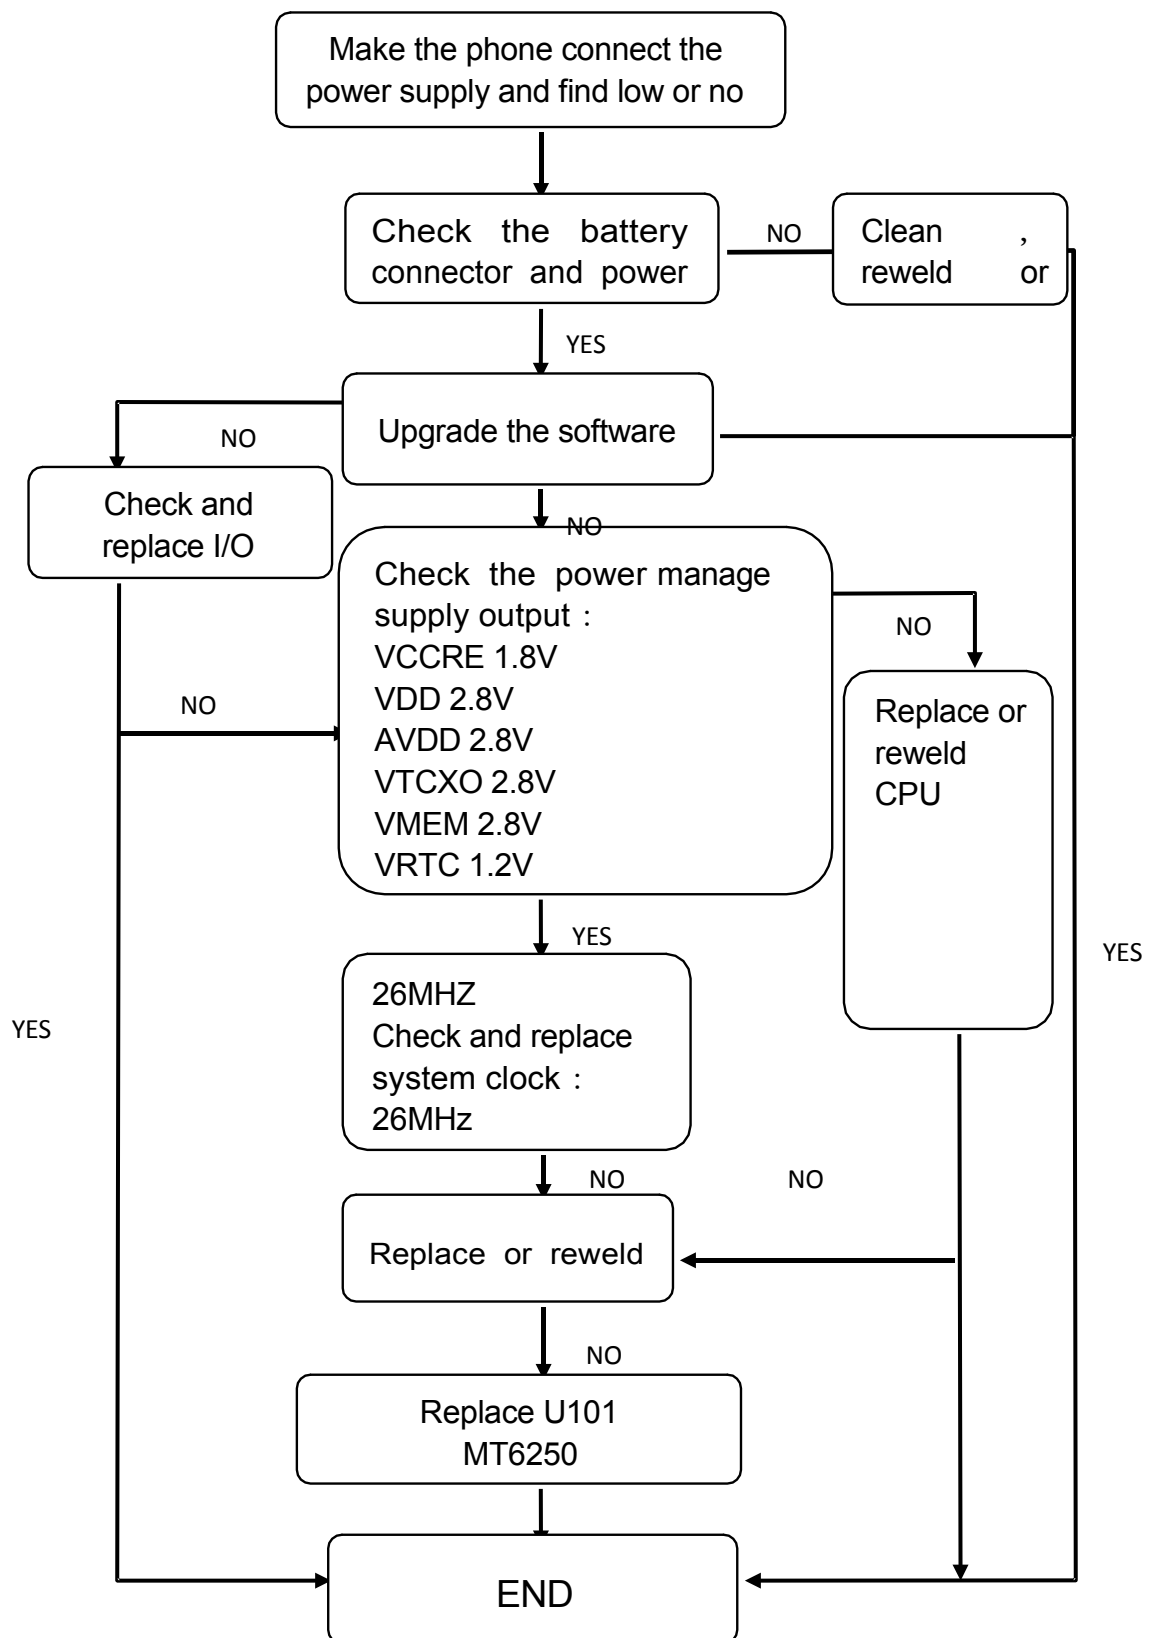 Make the phone connect the
power supply and find low or no
Check the battery
connector and power
NO
Clean ，
reweld or
YES
Upgrade the software
NO
Check and
replace I/O
NO
Check the power manage
supply output：
VCCRE 1.8V
VDD 2.8V
AVDD 2.8V
VTCXO 2.8V
VMEM 2.8V
VRTC 1.2V
NO
NO
Replace or
reweld
CPU
YES
YES
YES
26MHZ
Check and replace
system clock：
26MHz
NO
NO
Replace or reweld
NO
Replace U101
MT6250
END